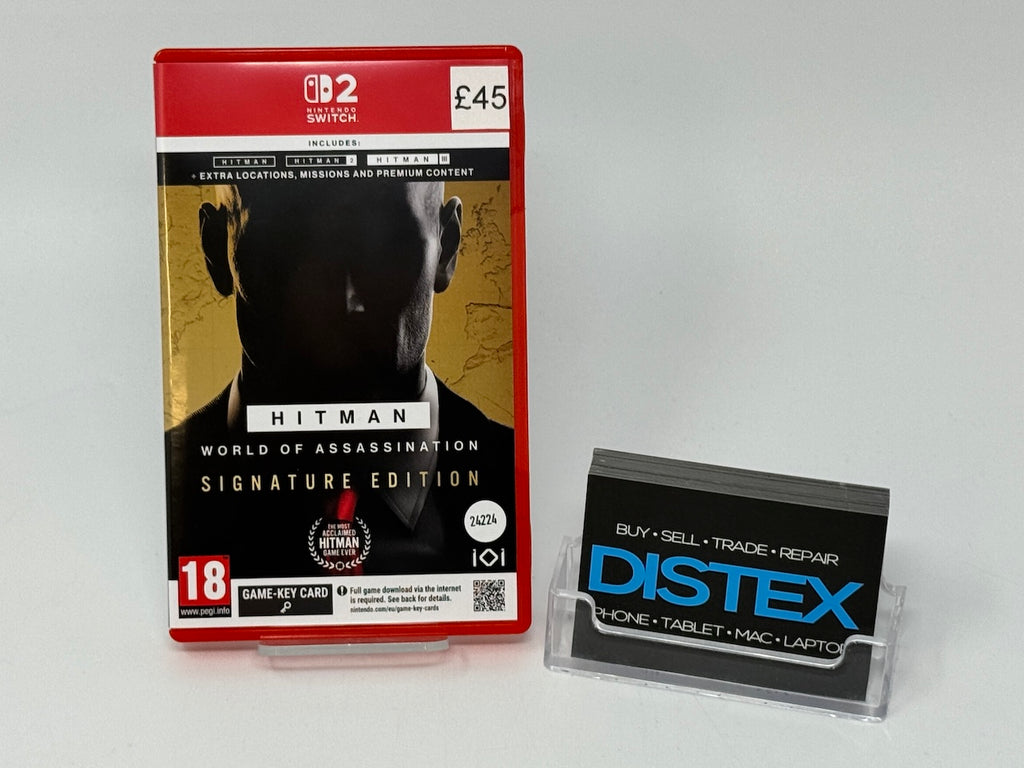 2
NINTENDO
SWITCH
£45
INCLUDES:
HITMAN HITMAN 2 HITMAN III
+ EXTRA LOCATIONS, MISSIONS AND PREMIUM CONTENT
HITMAN
WORLD OF ASSASSINATION
SIGNATURE EDITION
THE MOST
ACCLAIMED
HITMAN
GAME EVER
24224
IOI
18
www.pegi.info
GAME-KEY CARD
! Full game download via the internet
is required. See back for details.
nintendo.com/eu/game-key-cards
BUY • SELL • TRADE • REPAIR
DISTEX
PHONE • TABLET • MAC • LAPTOP